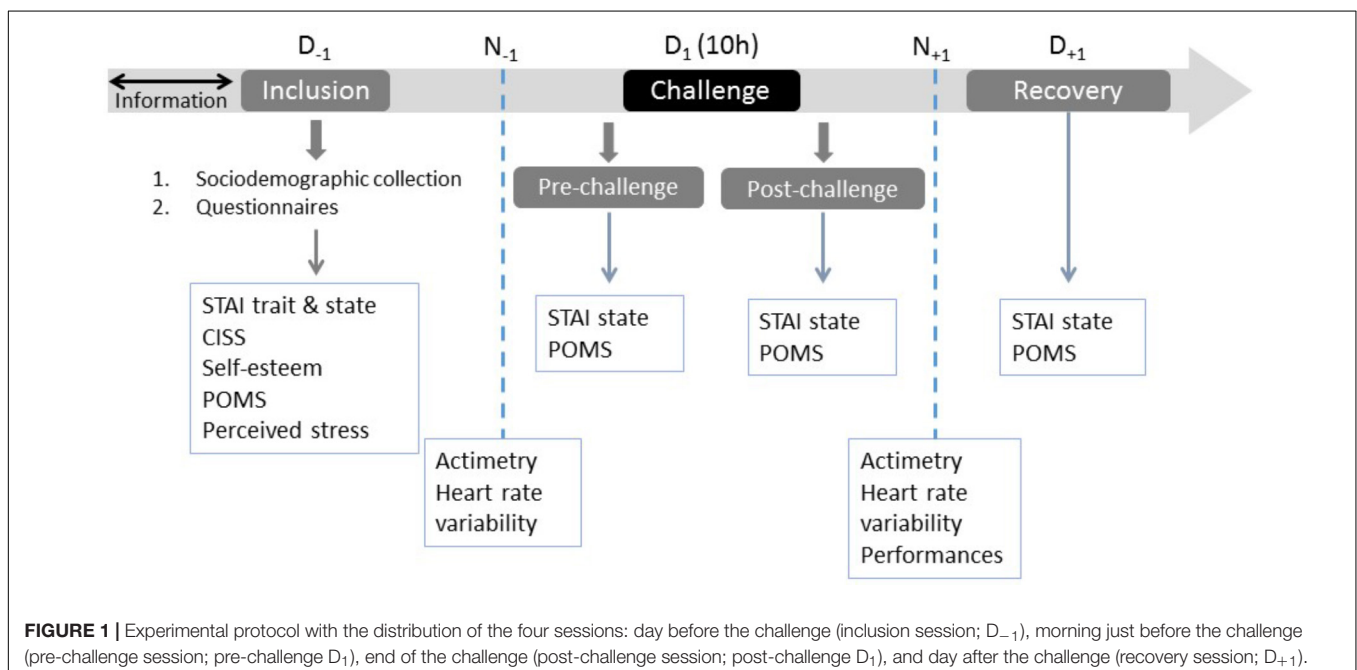 D₋₁ N₋₁ D₁ (10h) N₊₁ D₊₁
Information
Inclusion
Challenge
Recovery
1. Sociodemographic collection
2. Questionnaires
Pre-challenge
Post-challenge
STAI trait & state
CISS
Self-esteem
POMS
Perceived stress
Actimetry
Heart rate
variability
STAI state
POMS
STAI state
POMS
Actimetry
Heart rate
variability
Performances
STAI state
POMS
FIGURE 1 | Experimental protocol with the distribution of the four sessions: day before the challenge (inclusion session; D₋₁), morning just before the challenge
(pre-challenge session; pre-challenge D₁), end of the challenge (post-challenge session; post-challenge D₁), and day after the challenge (recovery session; D₊₁).